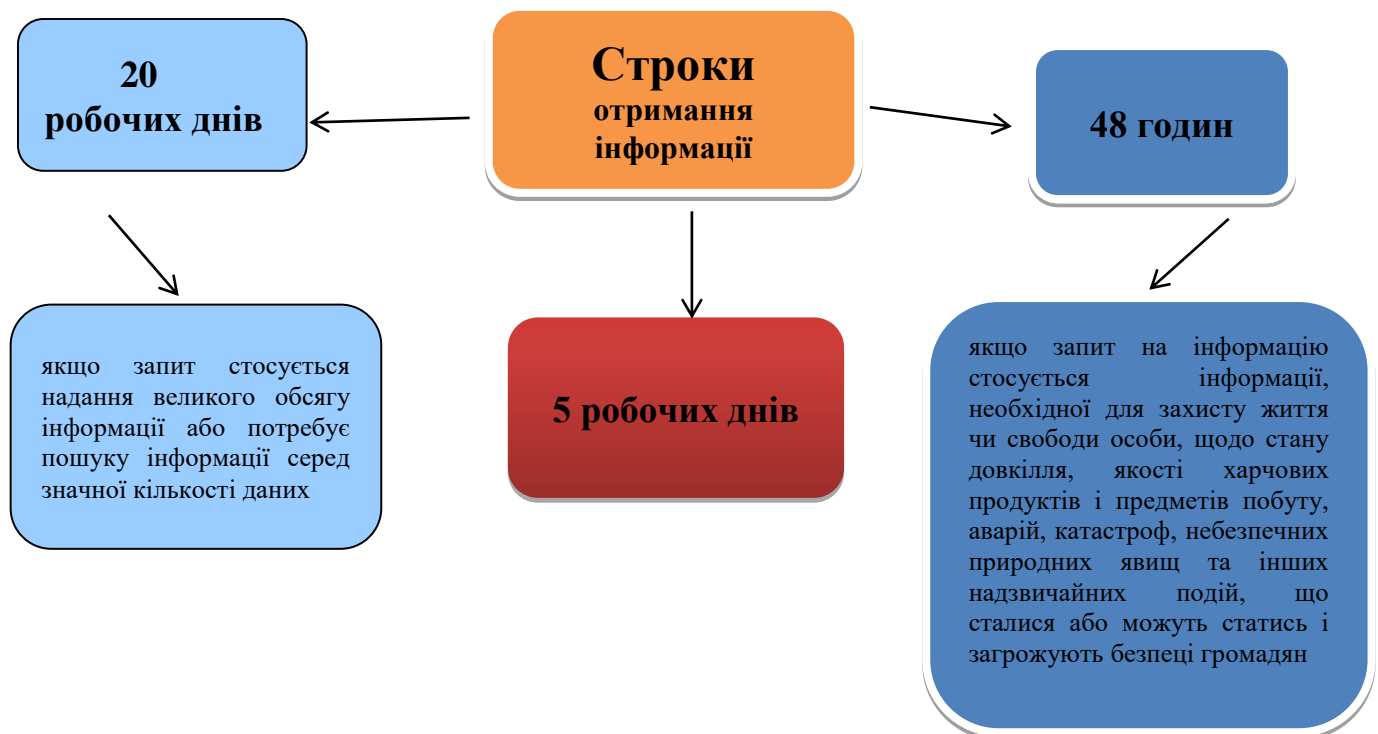 20
робочих днів
Строки
отримання
інформації
48 годин
якщо запит стосується
надання великого обсягу
інформації або потребує
пошуку інформації серед
значної кількості даних
5 робочих днів
якщо запит на інформацію
стосується інформації,
необхідної для захисту життя
чи свободи особи, щодо стану
довкілля, якості харчових
продуктів і предметів побуту,
аварій, катастроф, небезпечних
природних явищ та інших
надзвичайних подій, що
сталися або можуть статись і
загрожують безпеці громадян